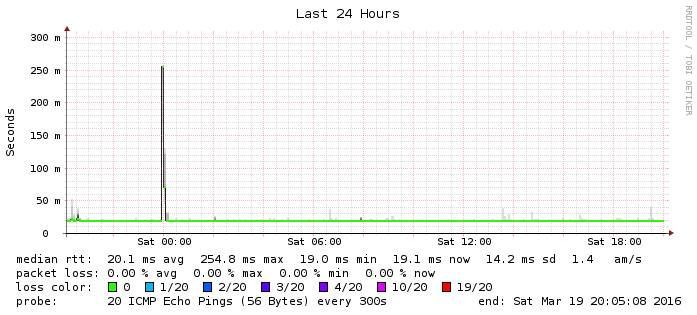 Last 24 Hours
RRDTOOL / TOBI OETIKER
Seconds
300 m
250 m
200 m
150 m
100 m
50 m
0
Sat 00:00 Sat 06:00 Sat 12:00 Sat 18:00
median rtt: 20.1 ms avg 254.8 ms max 19.0 ms min 19.1 ms now 14.2 ms sd 1.4 am/s
packet loss: 0.00 % avg 0.00 % max 0.00 % min 0.00 % now
loss color: 0 1/20 2/20 3/20 4/20 10/20 19/20
probe: 20 ICMP Echo Pings (56 Bytes) every 300s end: Sat Mar 19 20:05:08 2016